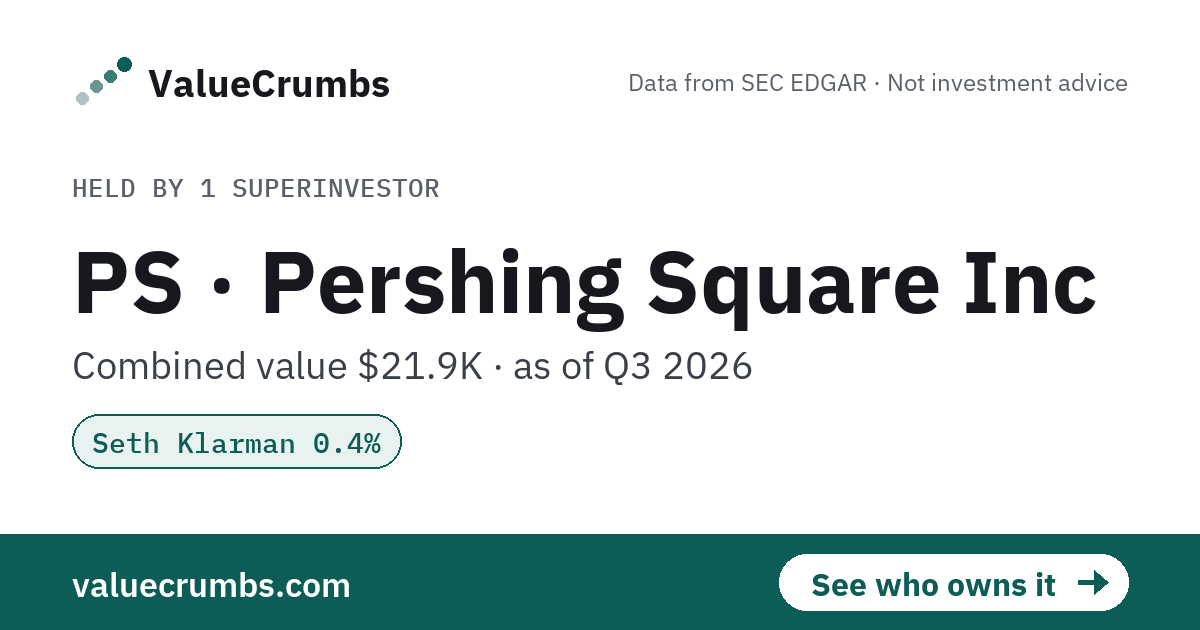 ValueCrumbs
Data from SEC EDGAR · Not investment advice
HELD BY 1 SUPERINVESTOR
PS · Pershing Square Inc
Combined value $21.9K · as of Q3 2026
Seth Klarman 0.4%
valuecrumbs.com
See who owns it →